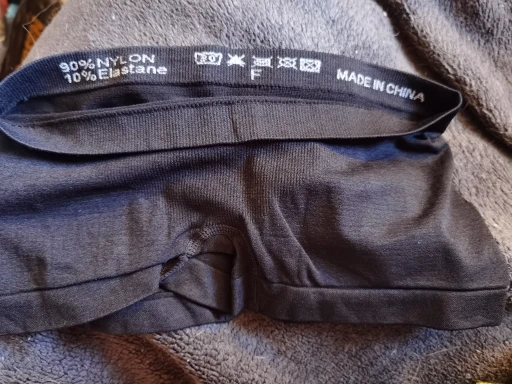 90% NYLON
10% Elastane
F
MADE IN CHINA